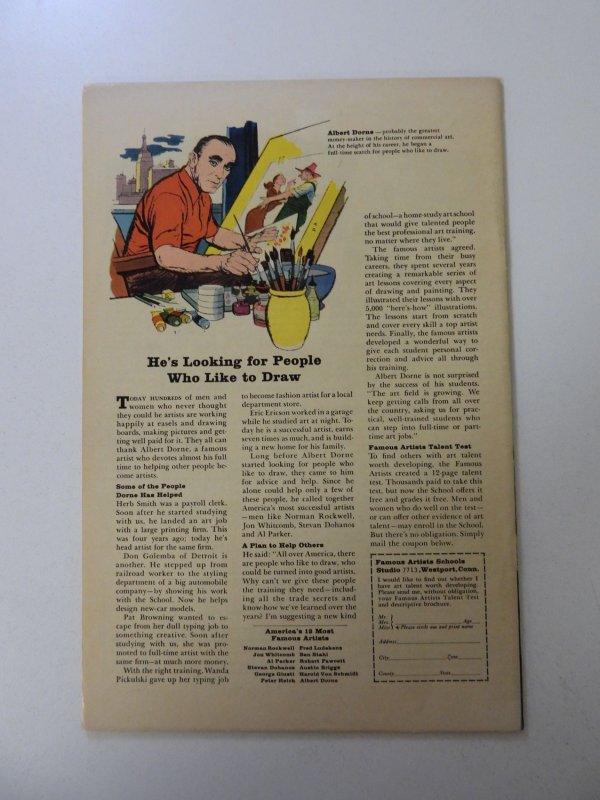 Albert Dorne — probably the greatest
money-maker in the history of commercial art.
At the height of his career, he began a
full-time search for people who like to draw.
He's Looking for People
Who Like to Draw
TODAY HUNDREDS of men and
women who never thought
they could be artists are working
happily at easels and drawing
boards, making pictures and get-
ting well paid for it. They all can
thank Albert Dorne, a famous
artist who devotes almost his full
time to helping other people be-
come artists.
Some of the People
Dorne Has Helped
Herb Smith was a payroll clerk.
Soon after he started studying
with us, he landed an art job
with a large printing firm. This
was four years ago; today he's
head artist for the same firm.
Don Golemba of Detroit is
another. He stepped up from
railroad worker to the styling
department of a big automobile
company—by showing his work
with the School. Now he helps
design new-car models.
Pat Browning wanted to es-
cape from her dull typing job to
something creative. Soon after
studying with us, she was pro-
moted to full-time artist with the
same firm—at much more money.
With the right training, Wanda
Pickulski gave up her typing job
to become fashion artist for a local
department store.
Eric Ericson worked in a garage
while he studied art at night. To-
day he is a successful artist, earns
seven times as much, and is build-
ing a new home for his family.
Long before Albert Dorne
started looking for people who
like to draw, they came to him
for advice and help. Since he
alone could help only a few of
these people, he called together
America's most successful artists
—men like Norman Rockwell,
Jon Whitcomb, Stevan Dohanos
and Al Parker.
A Plan to Help Others
He said: "All over America, there
are people who like to draw, who
could be turned into good artists.
Why can't we give these people
the training they need—includ-
ing all the trade secrets and
know-how we've learned over the
years? I'm suggesting a new kind
America's 12 Most
Famous Artists
Norman Rockwell Fred Ludekens
Jon Whitcomb Ben Stahl
Al Parker Robert Fawcett
Stevan Dohanos Austin Briggs
George Giusti Harold Von Schmidt
Peter Helck Albert Dorne
of school—a home-study art school
that would give talented people
the best professional art training,
no matter where they live."
The famous artists agreed.
Taking time from their busy
careers, they spent several years
creating a remarkable series of
art lessons covering every aspect
of drawing and painting. They
illustrated their lessons with over
5,000 "here's-how" illustrations.
The lessons start from scratch
and cover every skill a top artist
needs. Finally, the famous artists
developed a wonderful way to
give each student personal cor-
rection and advice all through
his training.
Albert Dorne is not surprised
by the success of his students.
"The art field is growing. We
keep getting calls from all over
the country, asking us for prac-
tical, well-trained students who
can step into full-time or part-
time art jobs."
Famous Artists Talent Test
To find others with art talent
worth developing, the Famous
Artists created a 12-page talent
test. Thousands paid to take this
test, but now the School offers it
free and grades it free. Men and
women who do well on the test—
or can offer other evidence of art
talent—may enroll in the School.
But there's no obligation. Simply
mail the coupon below.
Famous Artists Schools
Studio 7713, Westport, Conn.
I would like to find out whether I
have art talent worth developing.
Please send me, without obligation,
your Famous Artists Talent Test
and descriptive brochure.
Mr.
Mrs. Age
Miss Please circle one and print name
Address
City Zone
County State